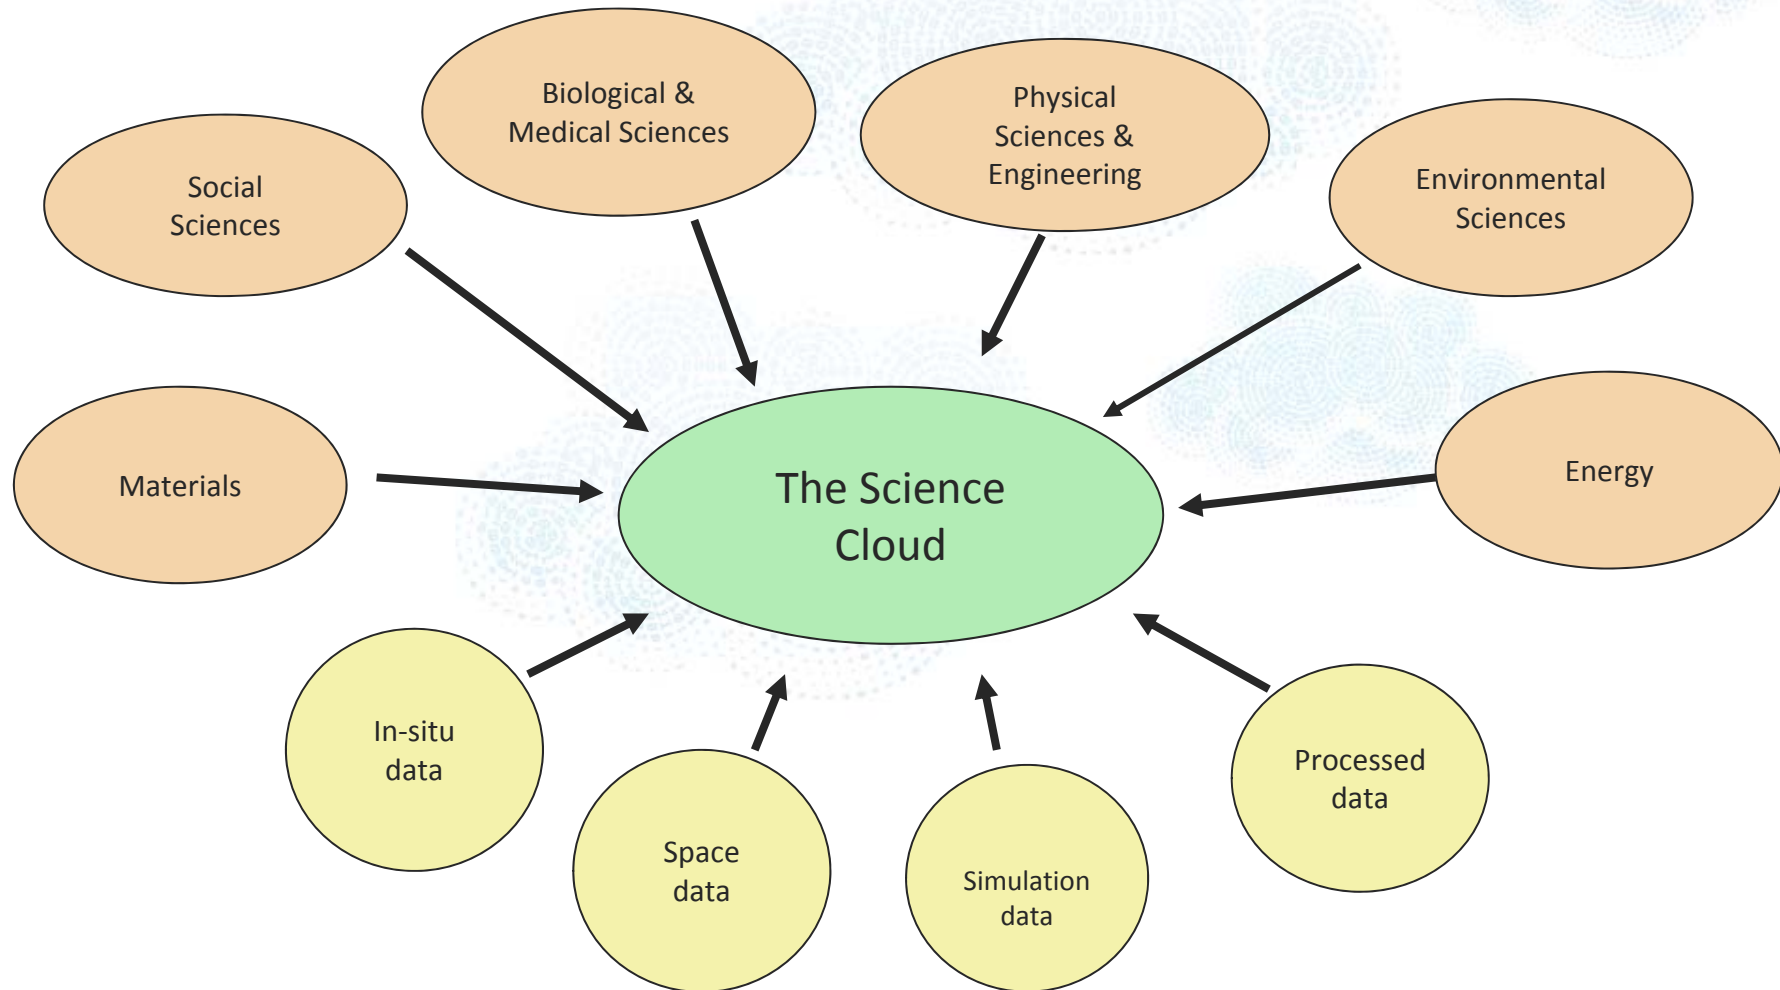 Biological &
Medical Sciences
Physical
Sciences &
Engineering
Social
Sciences
Environmental
Sciences
Materials
The Science
Cloud
Energy
In-situ
data
Space
data
Simulation
data
Processed
data